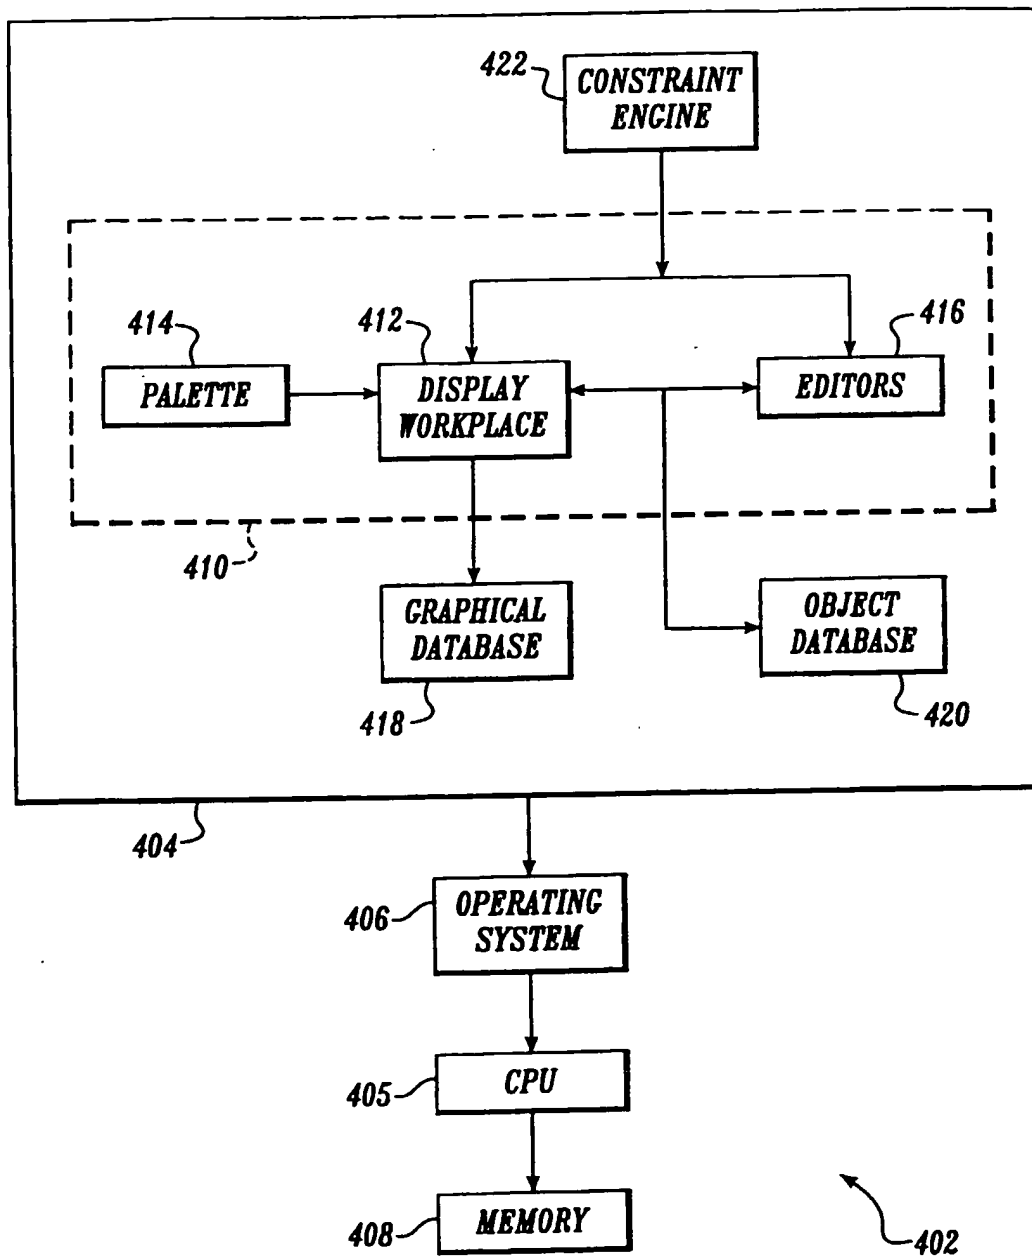 422
CONSTRAINT
ENGINE
414
412
416
PALETTE
DISPLAY
WORKPLACE
EDITORS
410
GRAPHICAL
DATABASE
OBJECT
DATABASE
418
420
404
406
OPERATING
SYSTEM
405
CPU
408
MEMORY
402